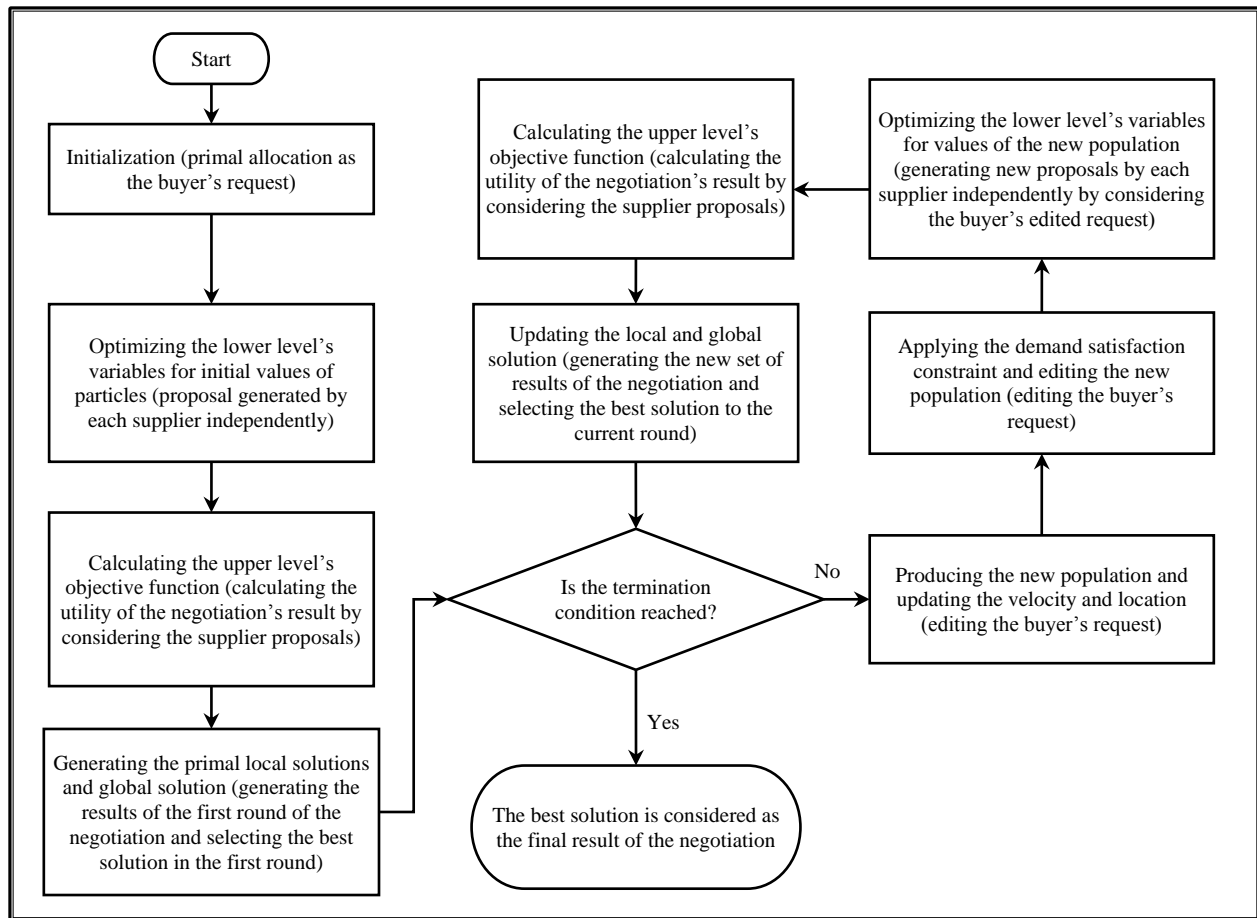 Start
Initialization (primal allocation as
the buyer’s request)
Optimizing the lower level’s
variables for initial values of
particles (proposal generated by
each supplier independently)
Calculating the upper level’s
objective function (calculating the
utility of the negotiation’s result by
considering the supplier proposals)
Generating the primal local solutions
and global solution (generating the
results of the first round of the
negotiation and selecting the best
solution in the first round)
Calculating the upper level’s
objective function (calculating the
utility of the negotiation’s result by
considering the supplier proposals)
Updating the local and global
solution (generating the new set of
results of the negotiation and
selecting the best solution to the
current round)
Is the termination
condition reached?
No
Yes
The best solution is considered as
the final result of the negotiation
Optimizing the lower level’s variables
for values of the new population
(generating new proposals by each
supplier independently by considering
the buyer’s edited request)
Applying the demand satisfaction
constraint and editing the new
population (editing the buyer’s
request)
Producing the new population and
updating the velocity and location
(editing the buyer’s request)